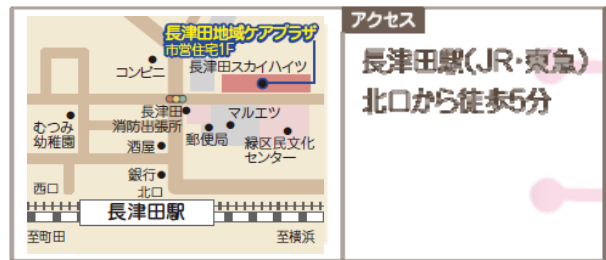 長津田地域ケアプラザ
市営住宅1F
コンビニ
長津田スカイハイツ
長津田
消防出張所
マルエツ
むつみ
幼稚園
酒屋
郵便局
緑区民文化
センター
銀行
西口
北口
長津田駅
至町田
至横浜
アクセス
長津田駅(JR・東急)
北口から徒歩5分